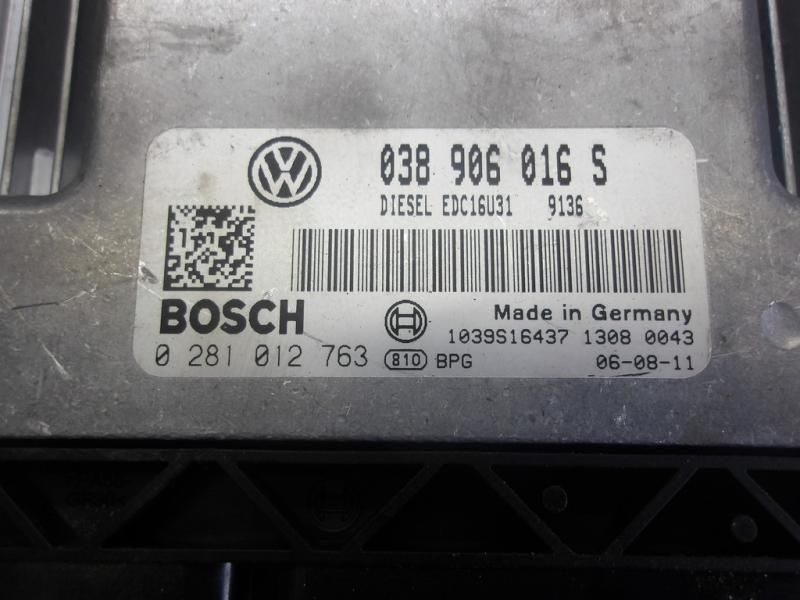 038 906 016 S
DIESEL EDC16U31 9136
BOSCH
Made in Germany
1039S16437 1308 0043
0 281 012 763
810 BPG
06-08-11